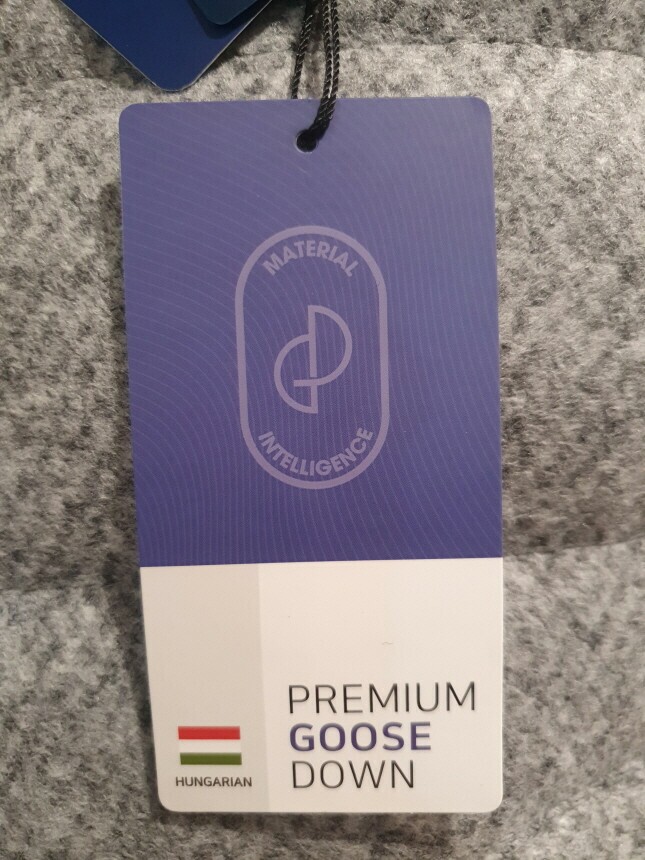 MATERIAL
INTELLIGENCE
PREMIUM
GOOSE
DOWN
HUNGARIAN